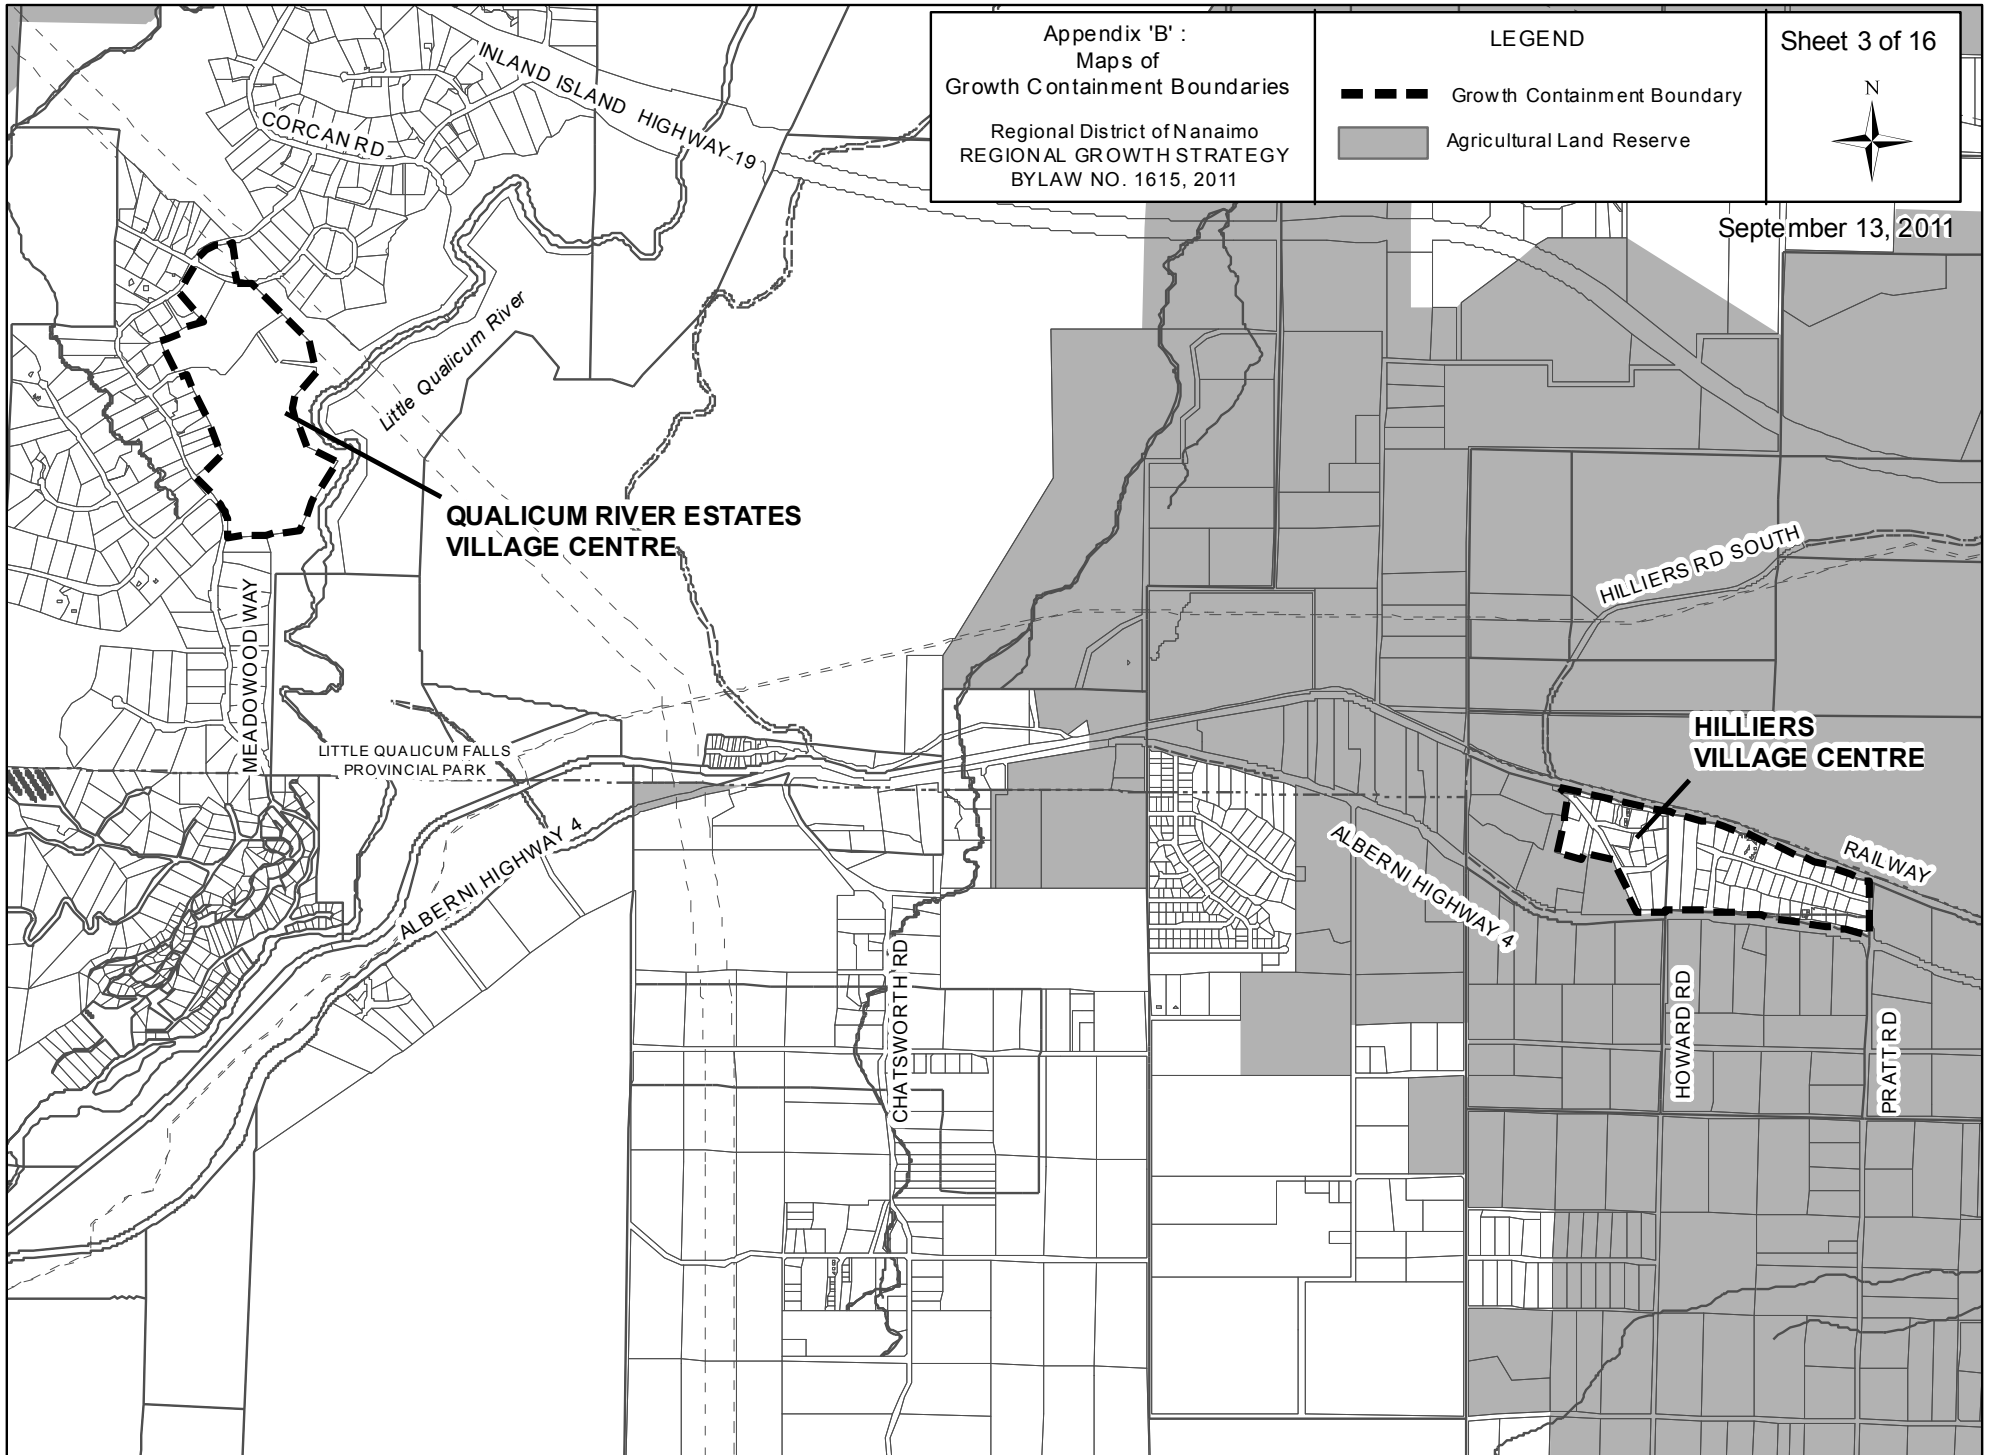 Appendix 'B' :
Maps of
Growth Containment Boundaries
Regional District of Nanaimo
REGIONAL GROWTH STRATEGY
BYLAW NO. 1615, 2011
LEGEND
Growth Containment Boundary
Agricultural Land Reserve
Sheet 3 of 16
N
September 13, 2011
INLAND ISLAND HIGHWAY 19
CORCAN RD
Little Qualicum River
QUALICUM RIVER ESTATES
VILLAGE CENTRE
HILLIERS RD SOUTH
MEADOWOOD WAY
LITTLE QUALICUM FALLS
PROVINCIAL PARK
HILLIERS
VILLAGE CENTRE
ALBERNI HIGHWAY 4
ALBERNI HIGHWAY 4
RAILWAY
CHATSWORTH RD
HOWARD RD
PRATT RD